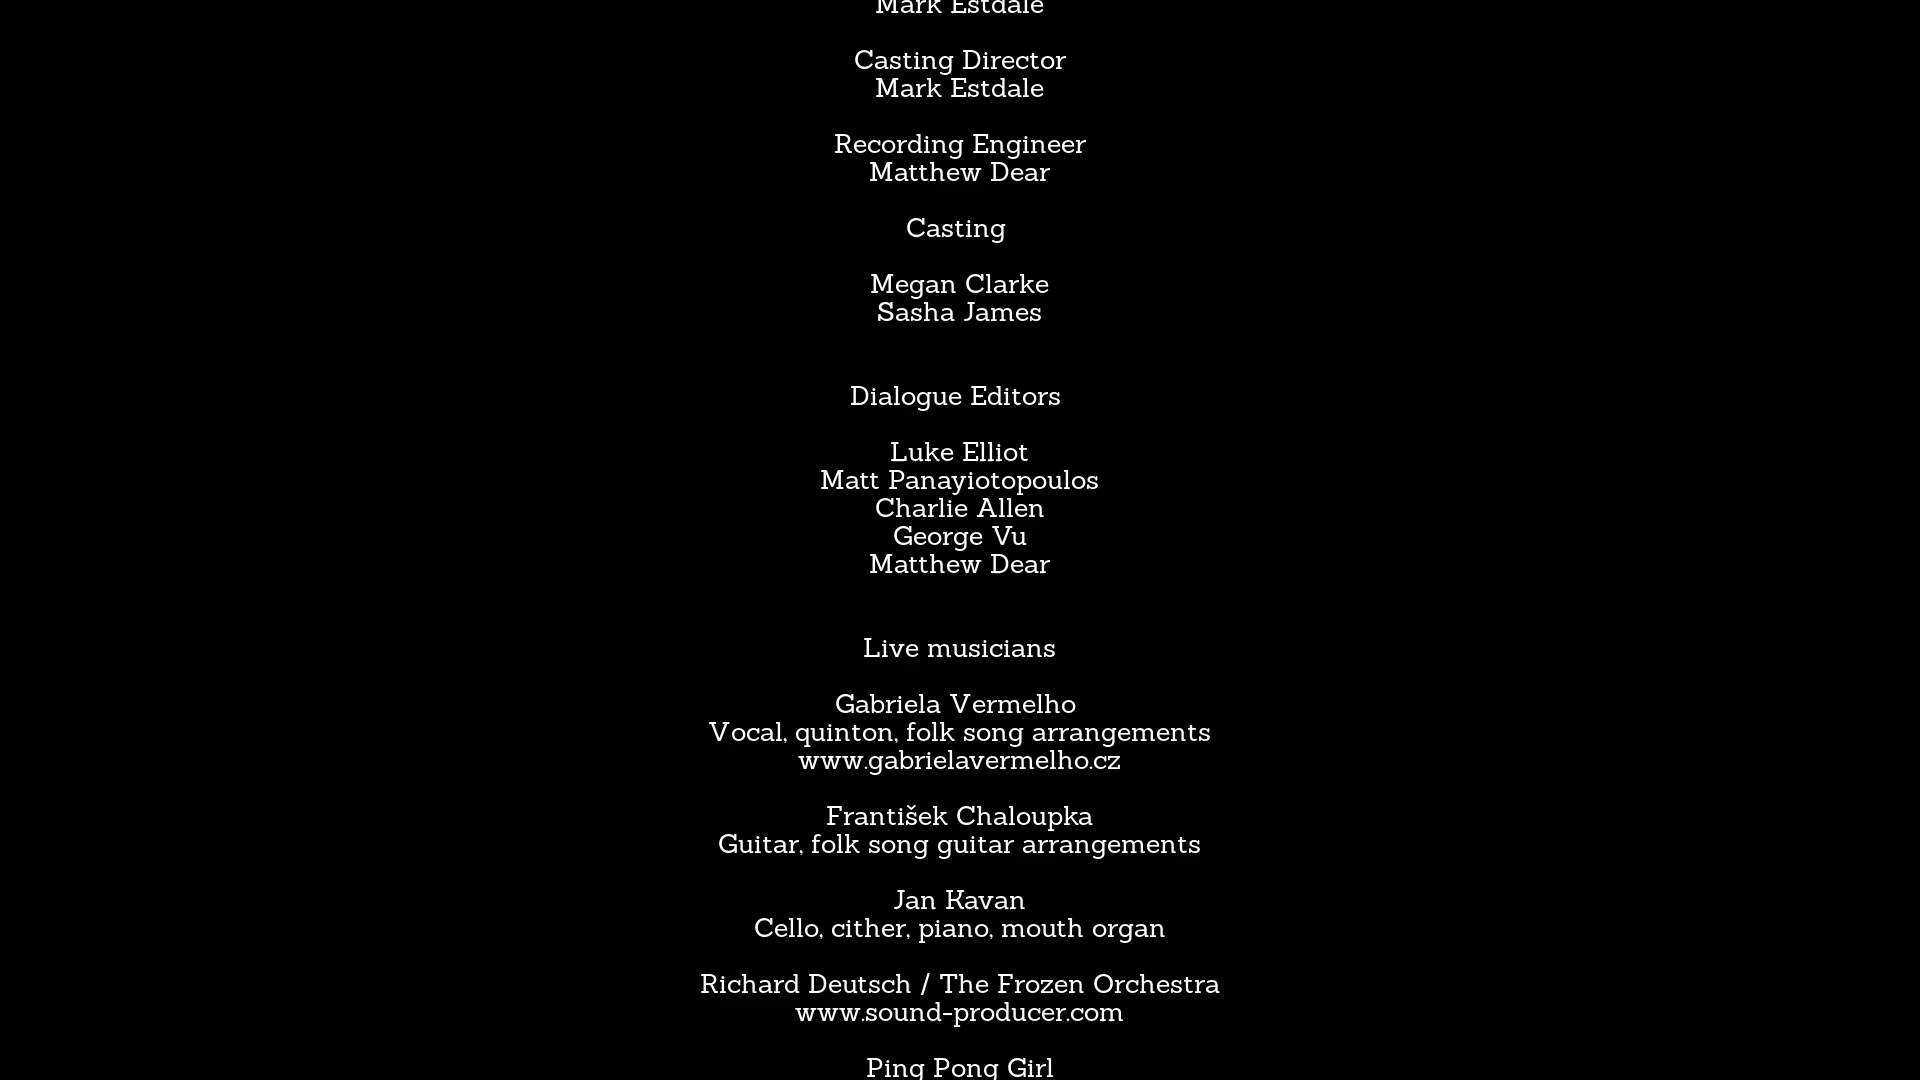 Mark Estdale
Casting Director
Mark Estdale
Recording Engineer
Matthew Dear
Casting
Megan Clarke
Sasha James
Dialogue Editors
Luke Elliot
Matt Panayiotopoulos
Charlie Allen
George Vu
Matthew Dear
Live musicians
Gabriela Vermelho
Vocal, quinton, folk song arrangements
www.gabrielavermelho.cz
František Chaloupka
Guitar, folk song guitar arrangements
Jan Kavan
Cello, cither, piano, mouth organ
Richard Deutsch / The Frozen Orchestra
www.sound-producer.com
Ping Pong Girl